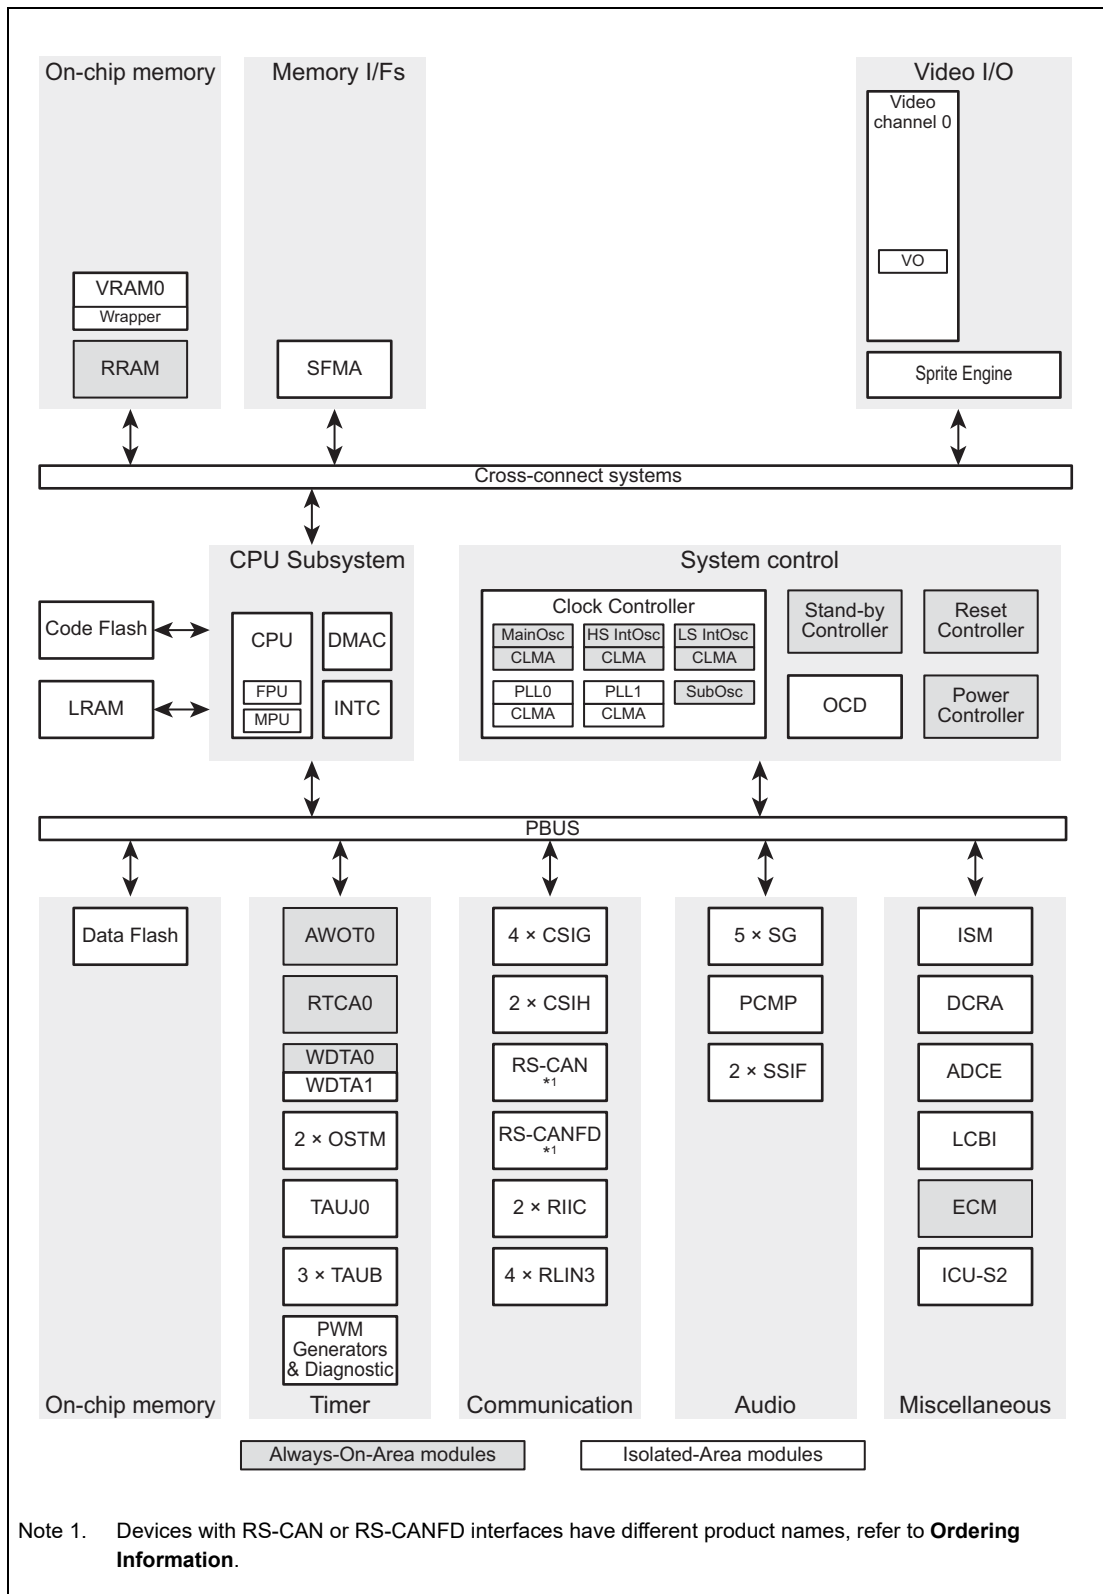 On-chip memory
Memory I/Fs
Video I/O
Video
channel 0
VO
VRAM0
Wrapper
RRAM
SFMA
Sprite Engine
Cross-connect systems
CPU Subsystem
System control
Code Flash
LRAM
CPU
FPU
MPU
DMAC
INTC
Clock Controller
MainOsc
CLMA
HS IntOsc
CLMA
LS IntOsc
CLMA
PLL0
CLMA
PLL1
CLMA
SubOsc
Stand-by
Controller
Reset
Controller
OCD
Power
Controller
PBUS
Data Flash
On-chip memory
AWOT0
RTCA0
WDTA0
WDTA1
2 × OSTM
TAUJ0
3 × TAUB
PWM
Generators
& Diagnostic
Timer
4 × CSIG
2 × CSIH
RS-CAN
*1
RS-CANFD
*1
2 × RIIC
4 × RLIN3
Communication
5 × SG
PCMP
2 × SSIF
Audio
ISM
DCRA
ADCE
LCBI
ECM
ICU-S2
Miscellaneous
Always-On-Area modules
Isolated-Area modules
Note 1. Devices with RS-CAN or RS-CANFD interfaces have different product names, refer to Ordering
Information.